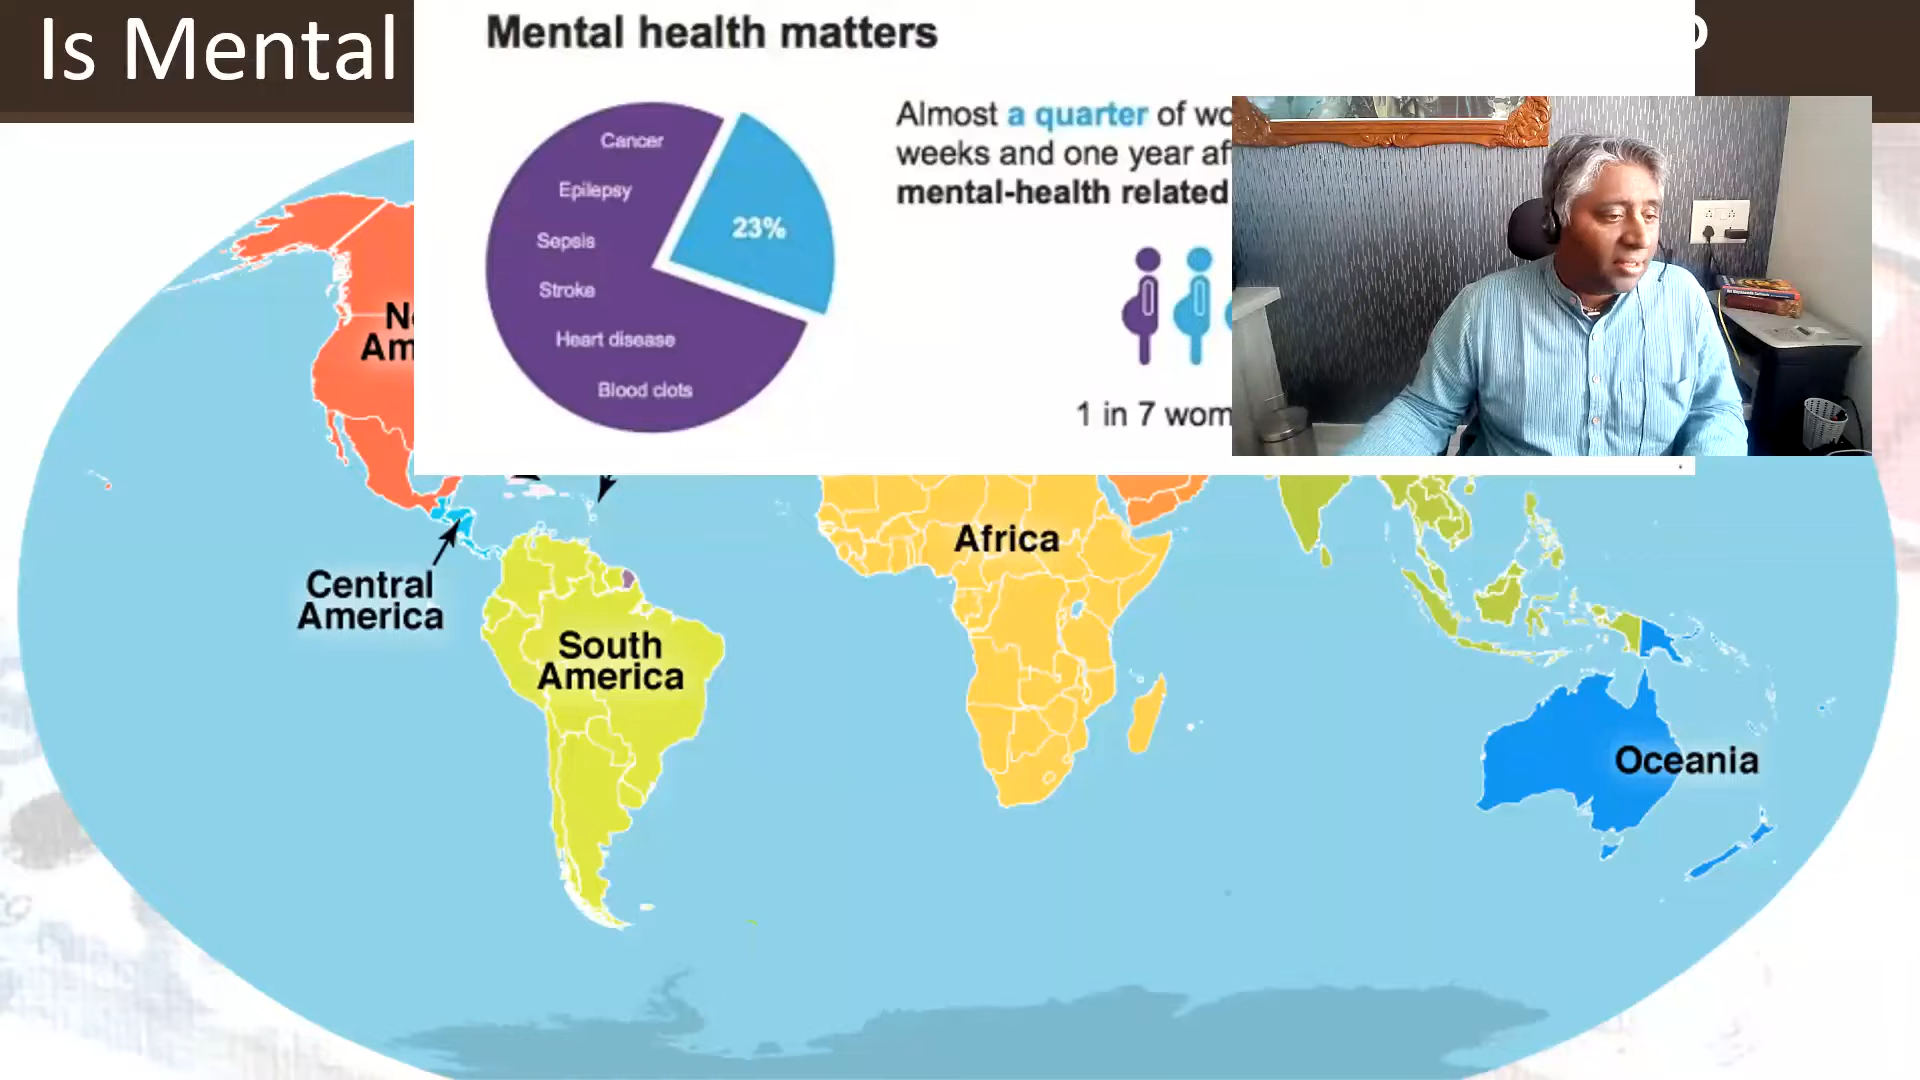 Is Mental
Mental health matters
Cancer
Epilepsy
Sepsis
Stroke
Heart disease
Blood clots
23%
Almost a quarter of wo
weeks and one year af
mental-health related
1 in 7 wom
N
Am
Central
America
South
America
Africa
Oceania